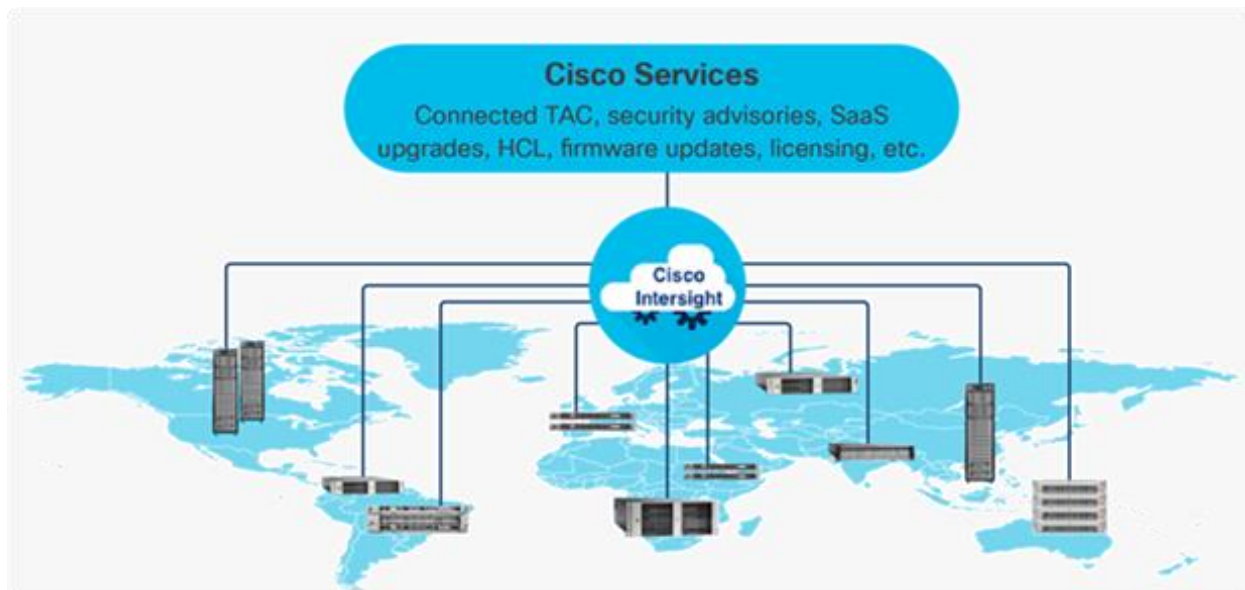 Cisco Services
Connected TAC, security advisories, SaaS
upgrades, HCL, firmware updates, licensing, etc.
Cisco
Intersight